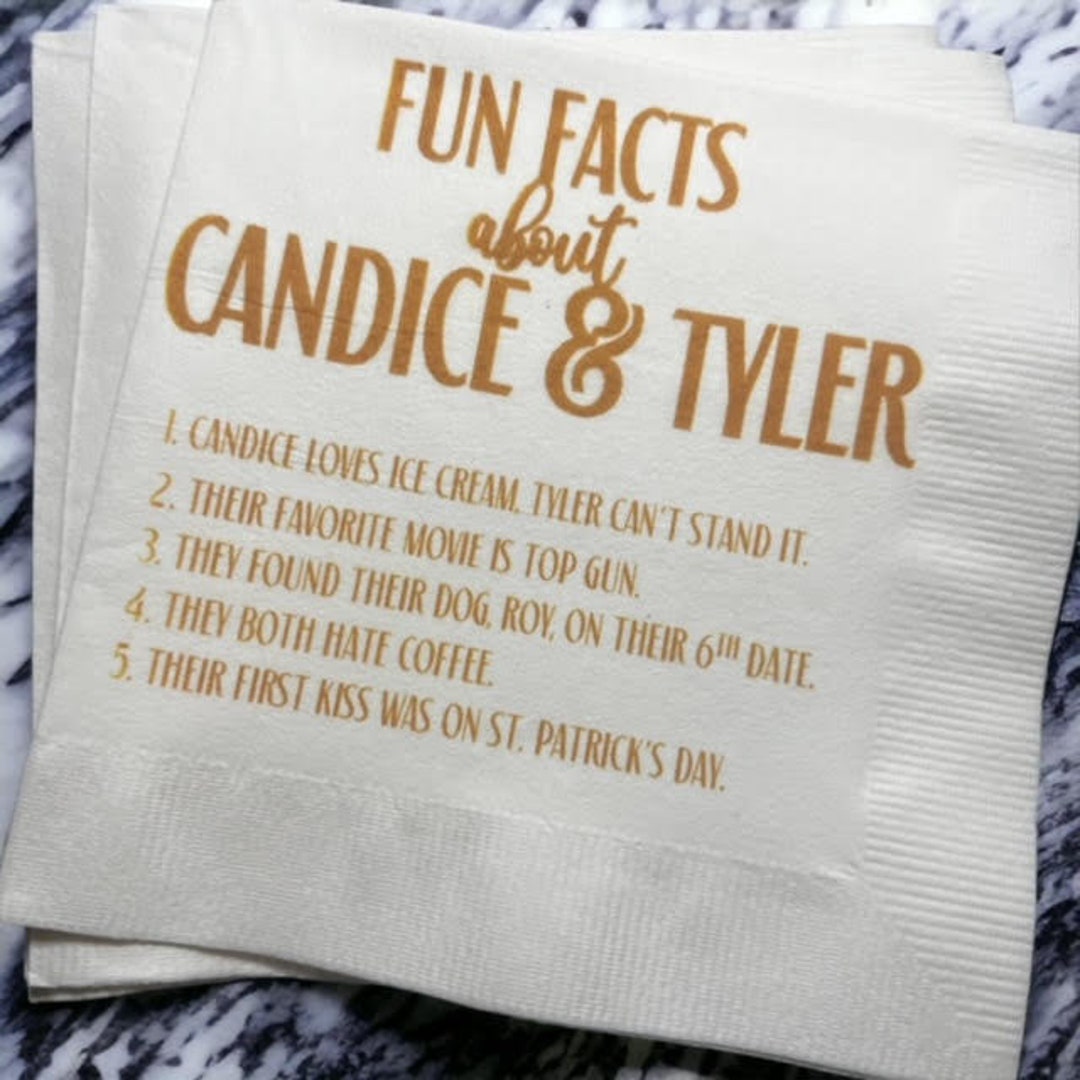 FUN FACTS
about
CANDICE & TYLER
1. CANDICE LOVES ICE CREAM. TYLER CAN'T STAND IT.
2. THEIR FAVORITE MOVIE IS TOP GUN.
3. THEY FOUND THEIR DOG, ROY, ON THEIR 6TH DATE.
4. THEY BOTH HATE COFFEE.
5. THEIR FIRST KISS WAS ON ST. PATRICK'S DAY.